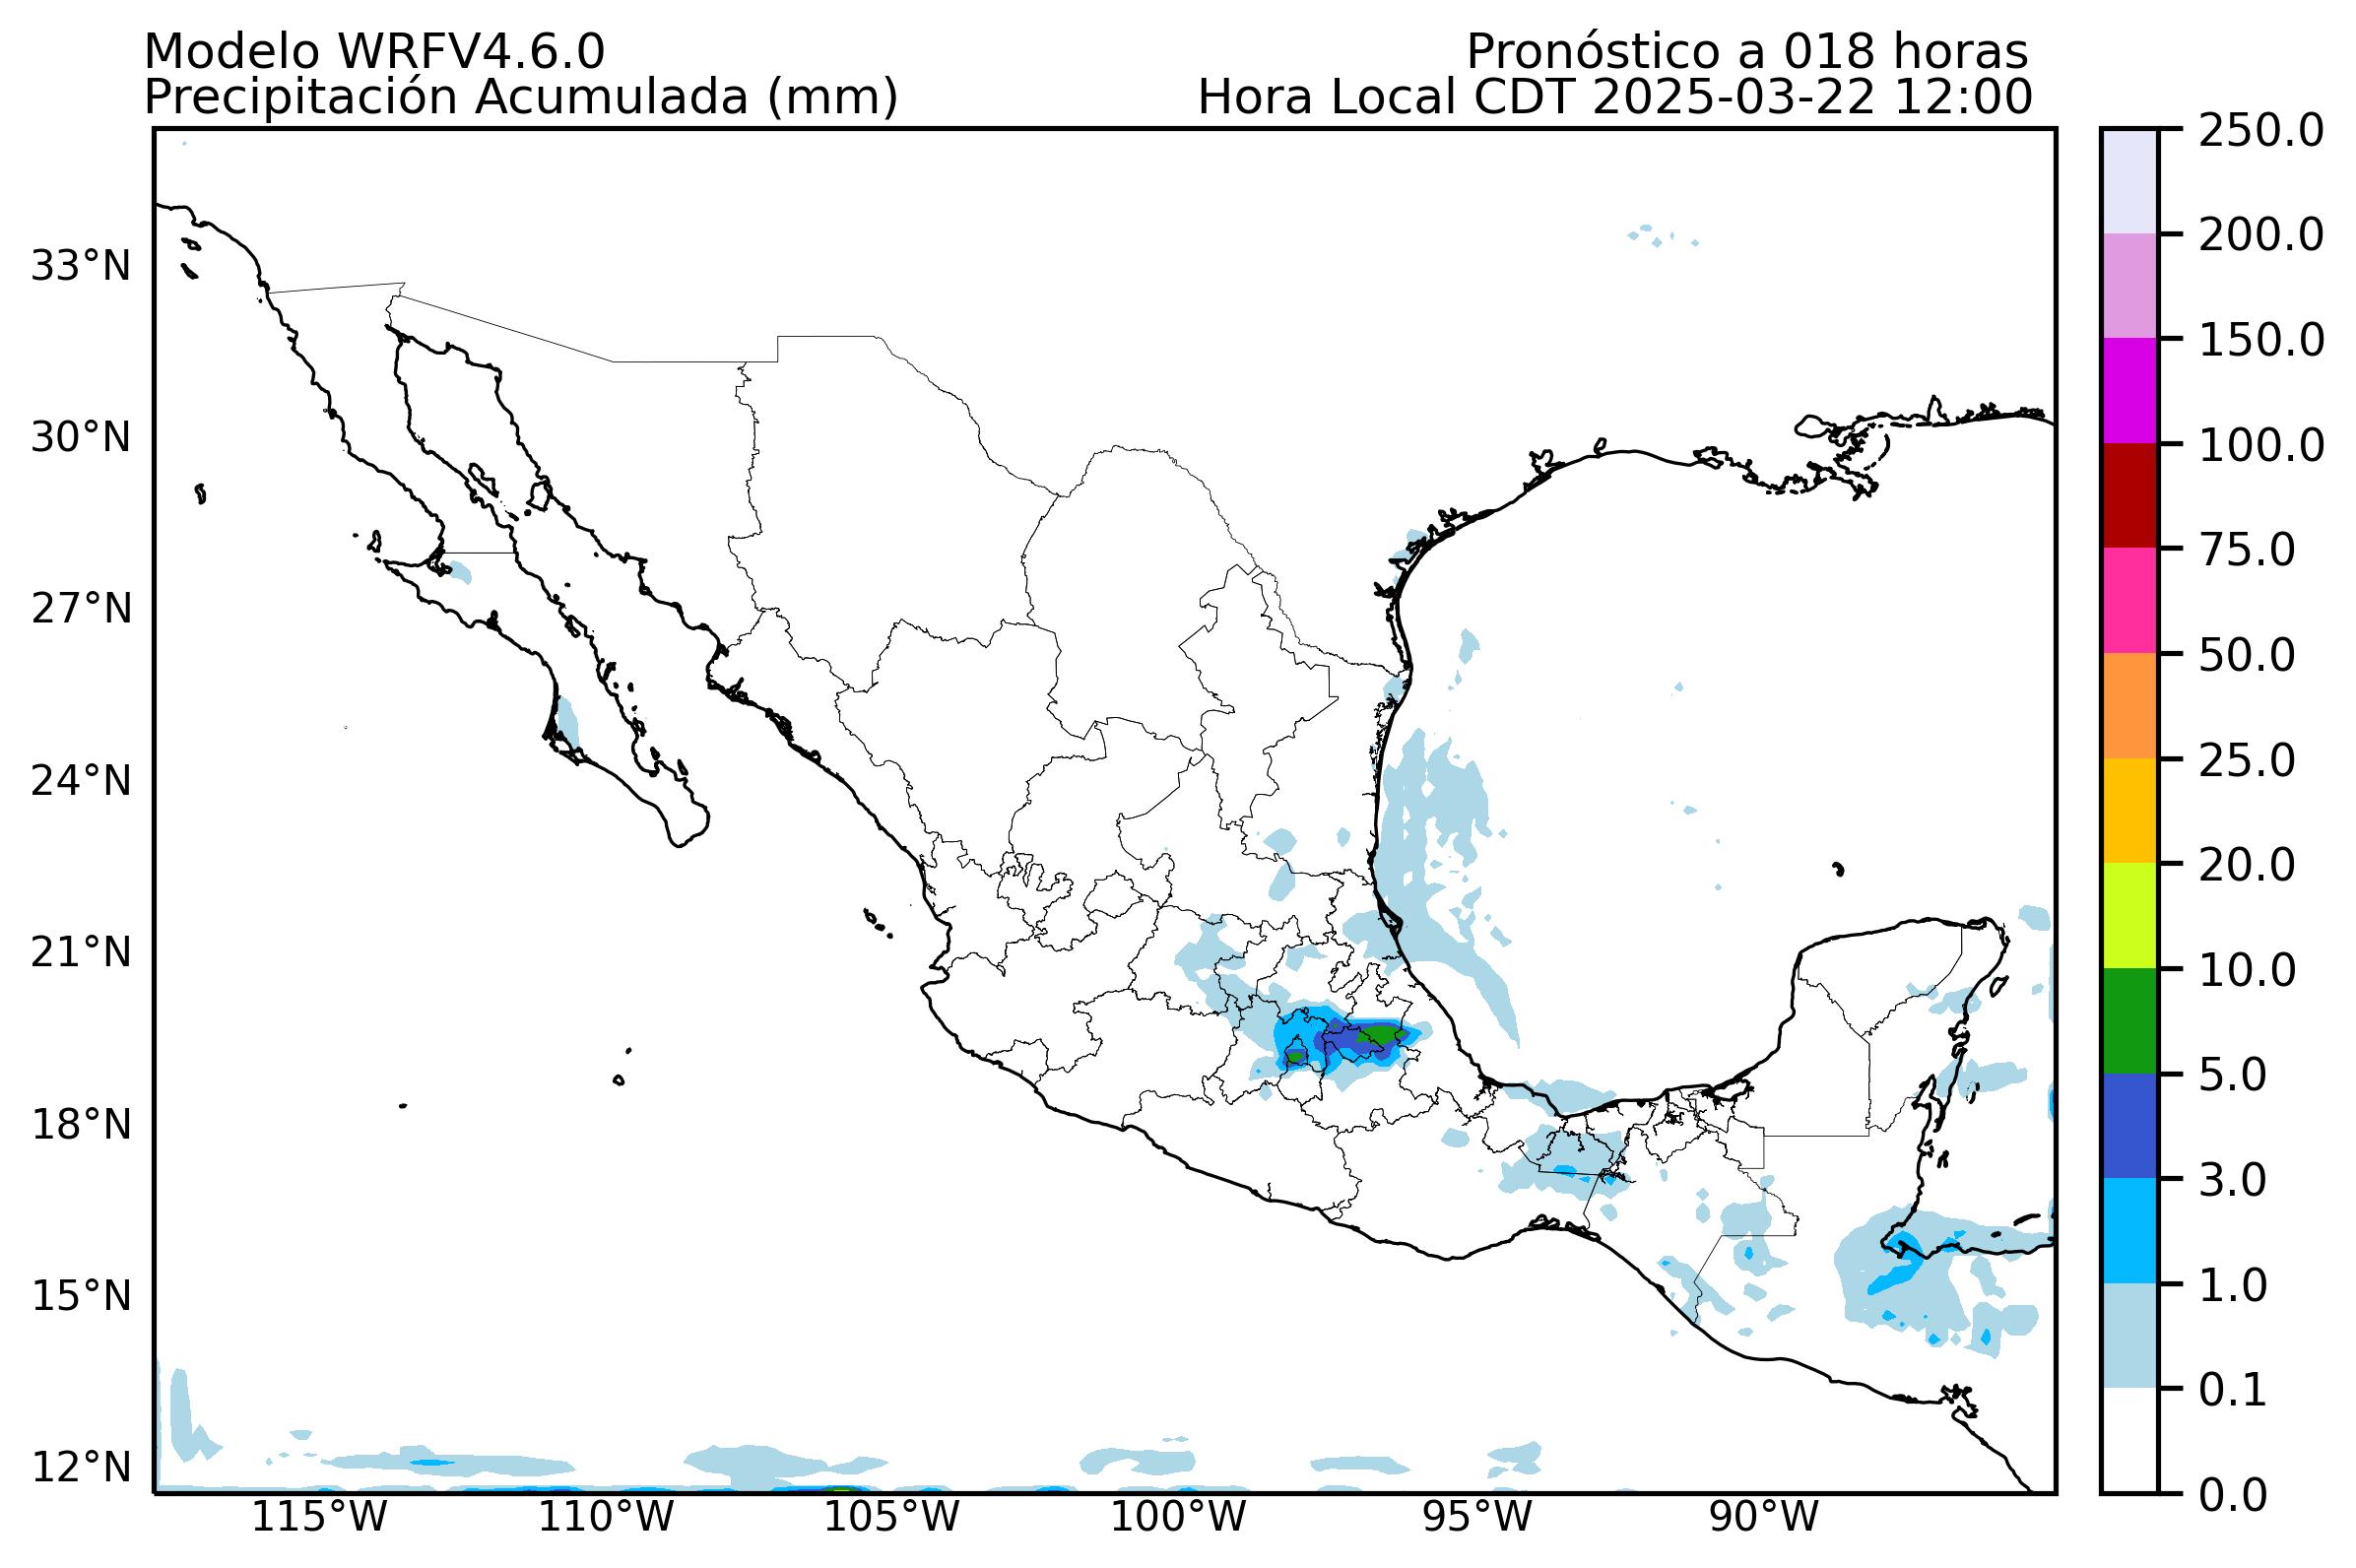 Modelo WRFV4.6.0
Pronóstico a 018 horas
Precipitación Acumulada (mm)
Hora Local CDT 2025-03-22 12:00
33°N
30°N
27°N
24°N
21°N
18°N
15°N
12°N
115°W
110°W
105°W
100°W
95°W
90°W
250.0
200.0
150.0
100.0
75.0
50.0
25.0
20.0
10.0
5.0
3.0
1.0
0.1
0.0